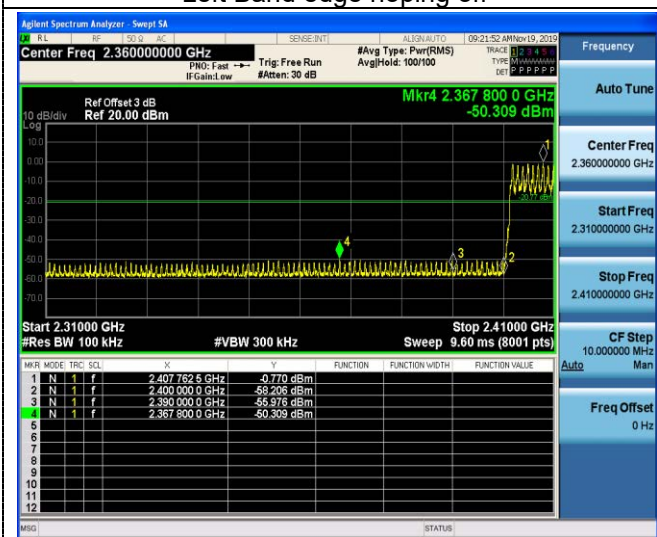 Left Band edge hoping off
Agilent Spectrum Analyzer - Swept SA
RL RF 50 Ω AC SENSE:INT ALIGNAUTO 09:21:52 AMNov19, 2019
Center Freq 2.360000000 GHz
PNO: Fast
IFGain:Low
Trig: Free Run
#Atten: 30 dB
#Avg Type: Pwr(RMS)
Avg|Hold: 100/100
TRACE 1 2 3 4 5 6
TYPE M
DET P P P P P P
Ref Offset 3 dB
Ref 20.00 dBm
10 dB/div
Log
Mkr4 2.367 800 0 GHz
-50.309 dBm
10.0
0.00
-10.0
-20.0
-30.0
-40.0
-50.0
-60.0
-70.0
1
-20.77 dBm
4
3
2
Start 2.31000 GHz
Stop 2.41000 GHz
#Res BW 100 kHz
#VBW 300 kHz
Sweep 9.60 ms (8001 pts)
MKR MODE TRC SCL X Y FUNCTION FUNCTION WIDTH FUNCTION VALUE
1 N 1 f 2.407 762 5 GHz -0.770 dBm
2 N 1 f 2.400 000 0 GHz -58.206 dBm
3 N 1 f 2.390 000 0 GHz -55.976 dBm
4 N 1 f 2.367 800 0 GHz -50.309 dBm
5
6
7
8
9
10
11
12
MSG
STATUS
Frequency
Auto Tune
Center Freq
2.360000000 GHz
Start Freq
2.310000000 GHz
Stop Freq
2.410000000 GHz
CF Step
10.000000 MHz
Auto Man
Freq Offset
0 Hz